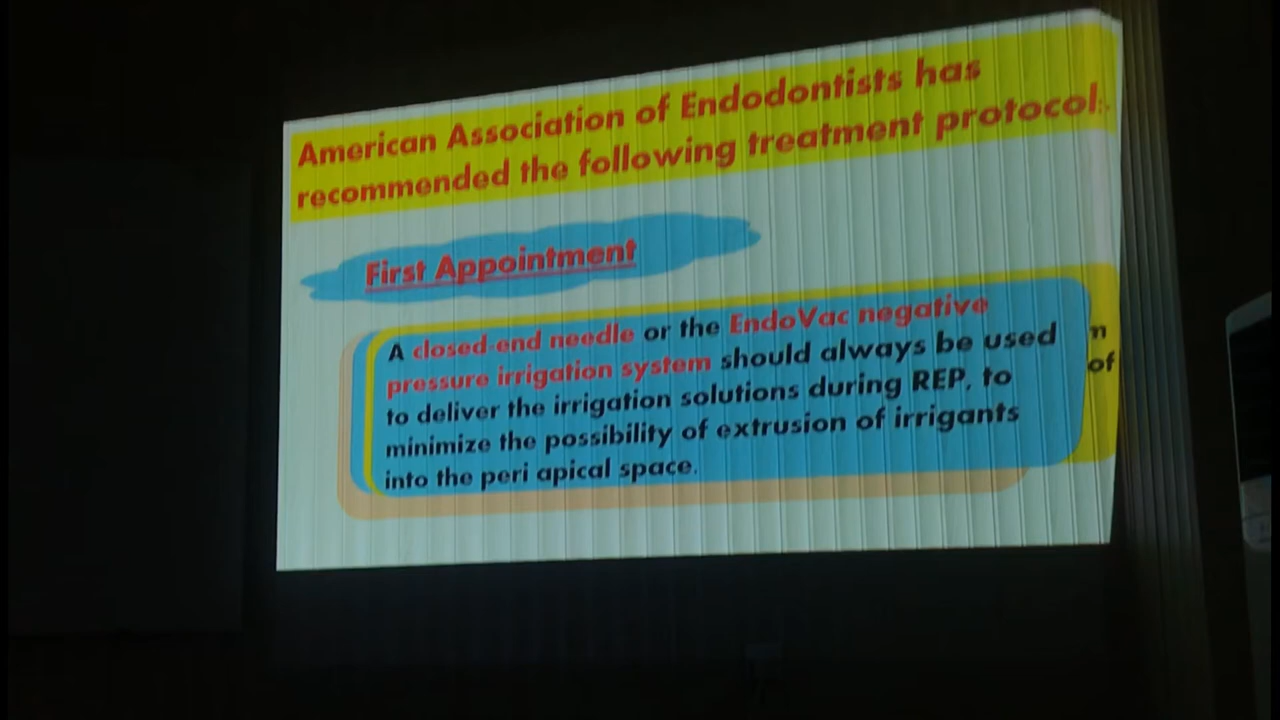 American Association of Endodontists has
recommended the following treatment protocol:
First Appointment
A closed-end needle or the EndoVac negative
pressure irrigation system should always be used
to deliver the irrigation solutions during REP, to
minimize the possibility of extrusion of irrigants
into the peri apical space.
n
of